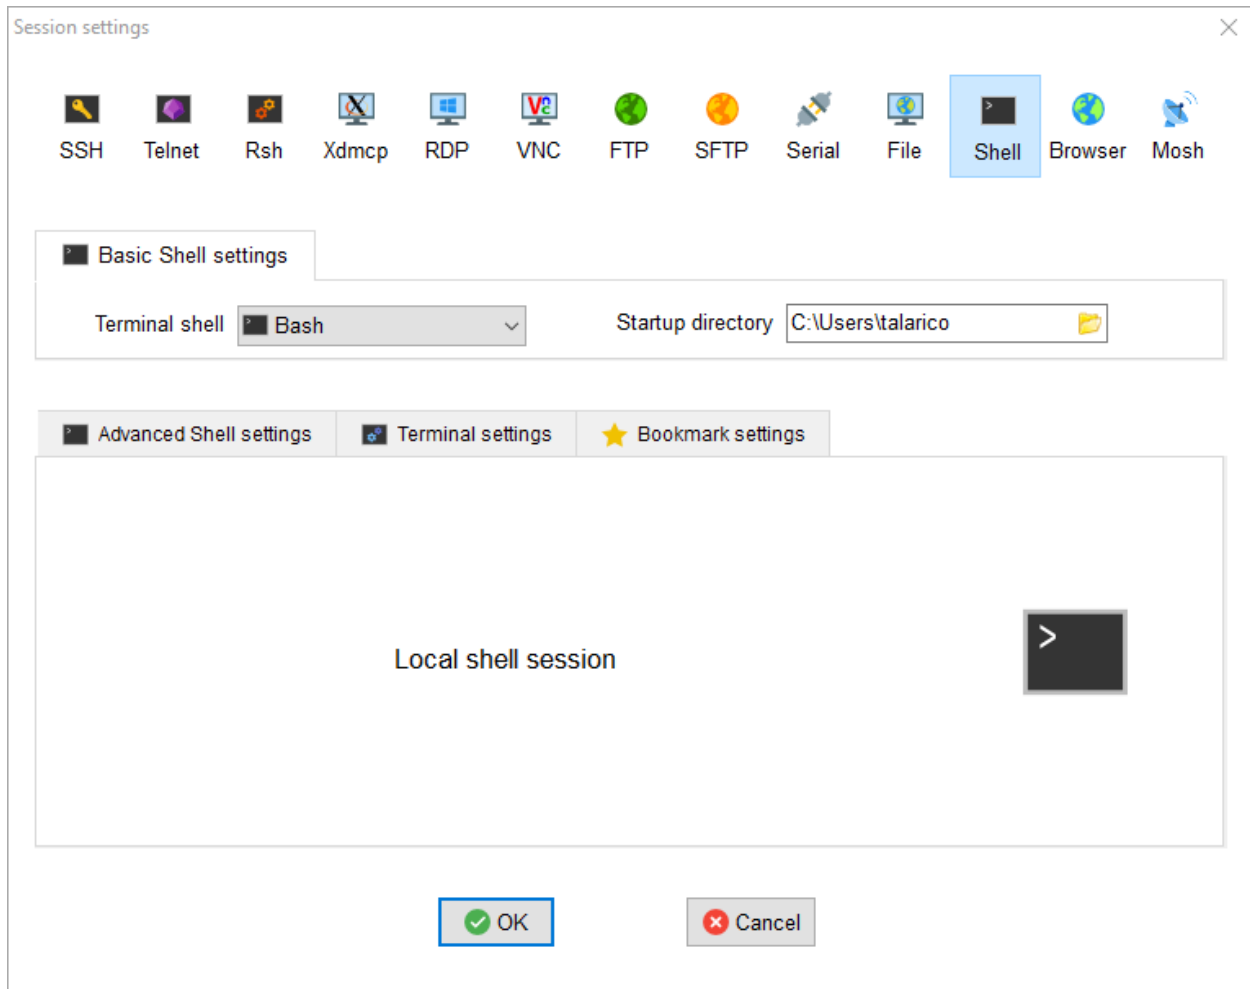 Session settings
SSH Telnet Rsh Xdmcp RDP VNC FTP SFTP Serial File Shell Browser Mosh
Basic Shell settings
Terminal shell Bash Startup directory C:\Users\talarico
Advanced Shell settings Terminal settings Bookmark settings
Local shell session
OK Cancel